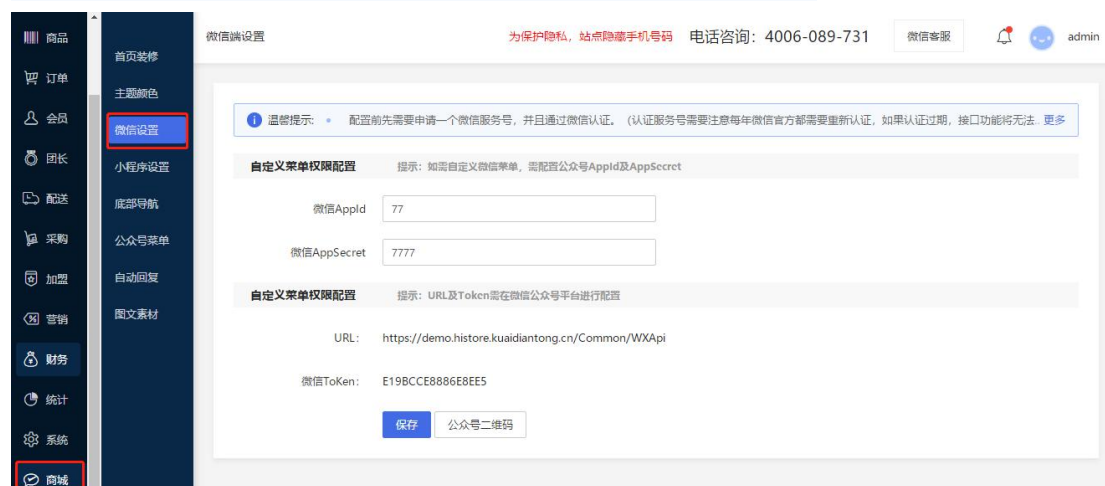 商品
订单
会员
团长
配送
采购
加盟
营销
财务
统计
系统
商城
首页装修
主题颜色
微信设置
小程序设置
底部导航
公众号菜单
自动回复
图文素材
微信端设置
为保护隐私，站点隐藏手机号码
电话咨询：4006-089-731
微信客服
admin
温馨提示: • 配置前先需要申请一个微信服务号，并且通过微信认证。（认证服务号需要注意每年微信官方都需要重新认证，如果认证过期，接口功能将无法.. 更多
自定义菜单权限配置 提示：如需自定义微信菜单，需配置公众号AppId及AppSecret
微信AppId 77
微信AppSecret 7777
自定义菜单权限配置 提示：URL及Token需在微信公众号平台进行配置
URL: https://demo.histore.kuaidiantong.cn/Common/WXApi
微信ToKen: E19BCCE8886E8EE5
保存 公众号二维码